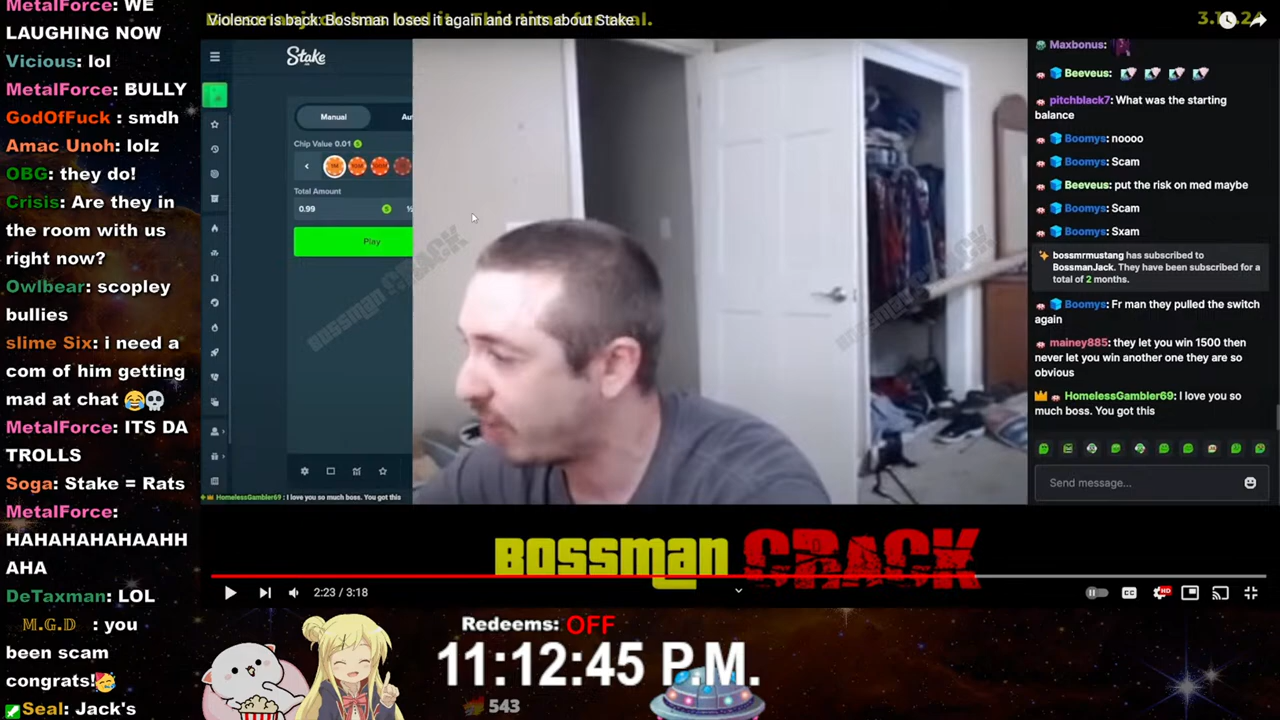 MetalForce: WE
LAUGHING NOW
Vicious: lol
MetalForce: BULLY
GodOfFuck : smdh
Amac Unoh: lolz
OBG: they do!
Crisis: Are they in
the room with us
right now?
Owlbear: scopley
bullies
slime Six: i need a
com of him getting
mad at chat 😂💀
MetalForce:
ITS DA
TROLLS
Soga: Stake = Rats
MetalForce:
HAHAHAHAHAAHH
AHA
DeTaxman: LOL
M.G.D : you
been scam
congrats!🥳
Seal: Jack's
Violence is back: Bossman loses it again and rants about Stake
Stake
Manual
Au
Chip Value 0.01
Total Amount
0.99
½
Play
HomelessGambler69 : I love you so much boss. You got this
BOSSMAN CRACK
BOSSMAN CRACK
Maxbonus:
Beeveus:
pitchblack7: What was the starting
balance
Boomys: noooo
Boomys: Scam
Beeveus: put the risk on med maybe
Boomys: Scam
Boomys: Sxam
bossmrmustang has subscribed to
BossmanJack. They have been subscribed for a
total of 2 months.
Boomys: Fr man they pulled the switch
again
mainey885: they let you win 1500 then
never let you win another one they are so
obvious
HomelessGambler69: I love you so
much boss. You got this
Send message...
BOSSMAN CRACK
2:23 / 3:18
CC
HD
Redeems: OFF
11:12:45 P.M.
543